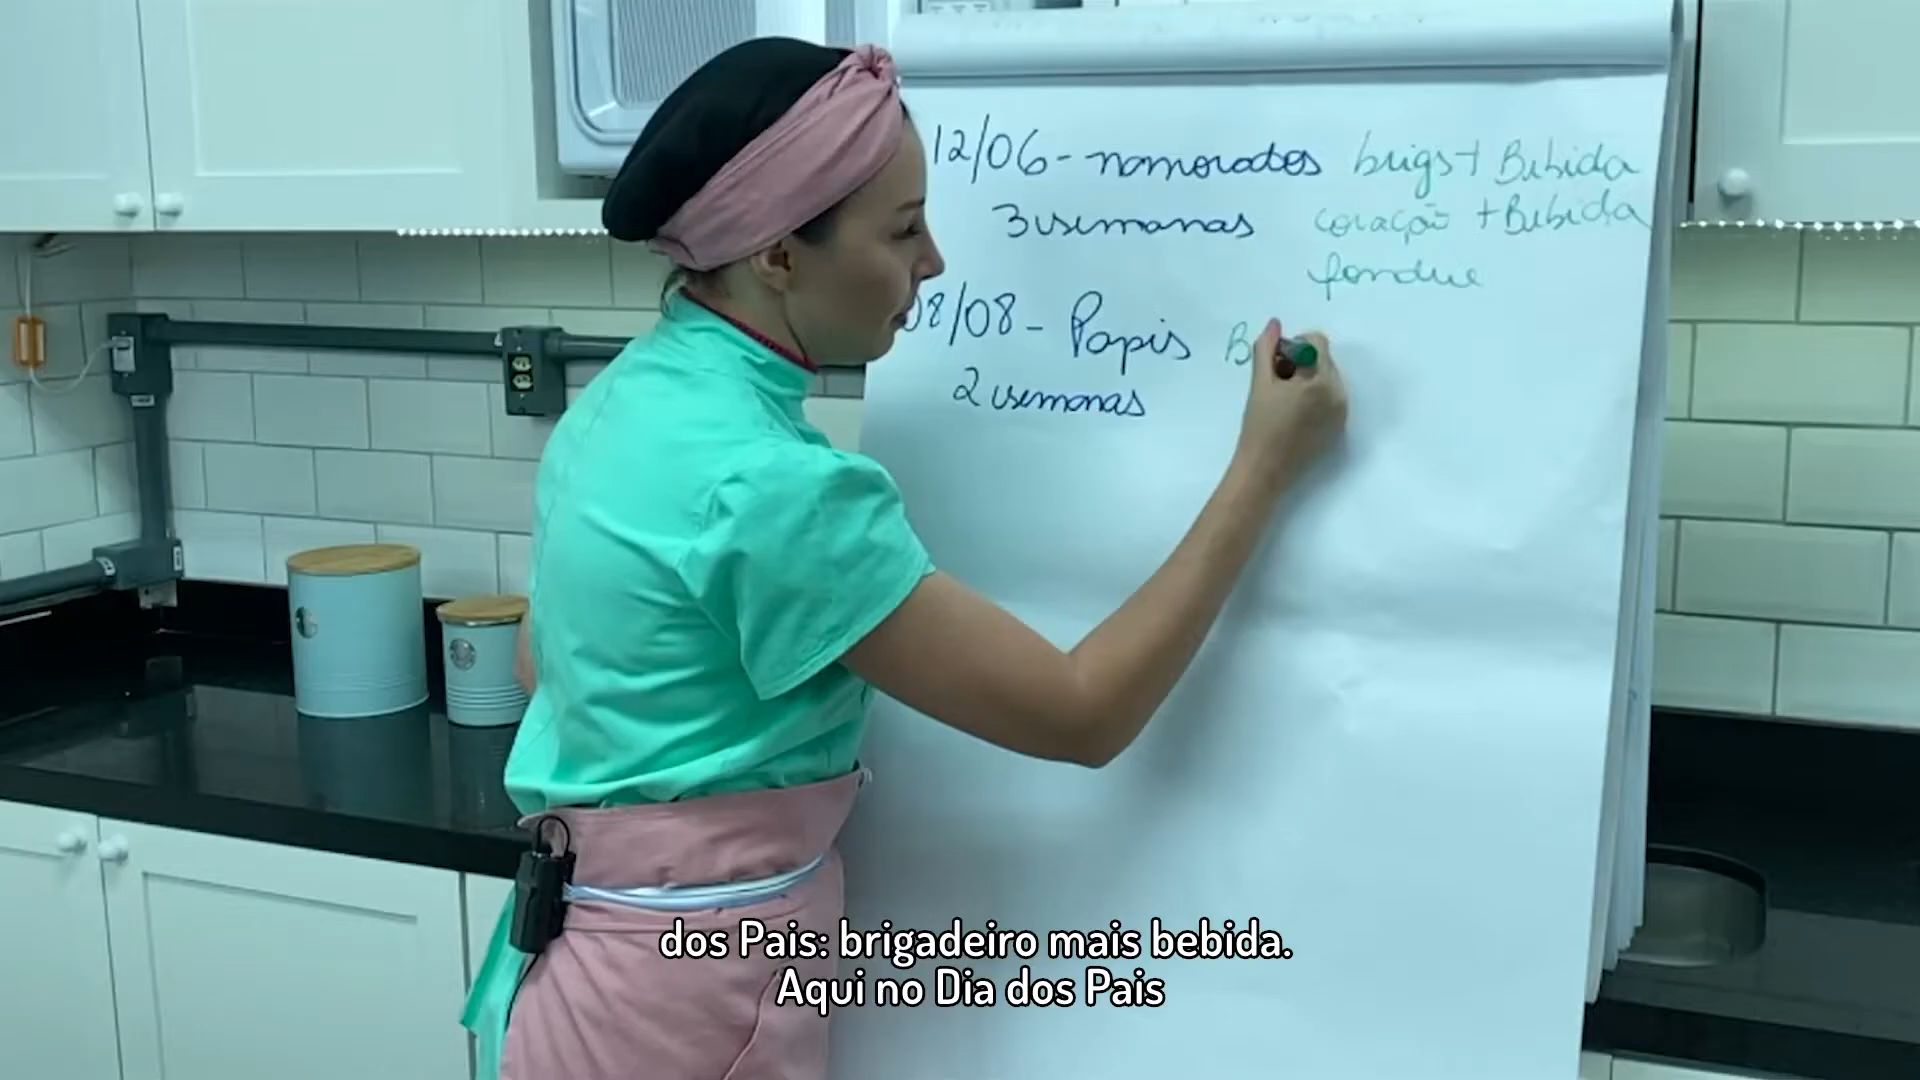 12/06 - namorados brigs + Bebida
3 semanas coração + Bebida
fondue
08/08 - Papis B
2 semanas
dos Pais: brigadeiro mais bebida.
Aqui no Dia dos Pais